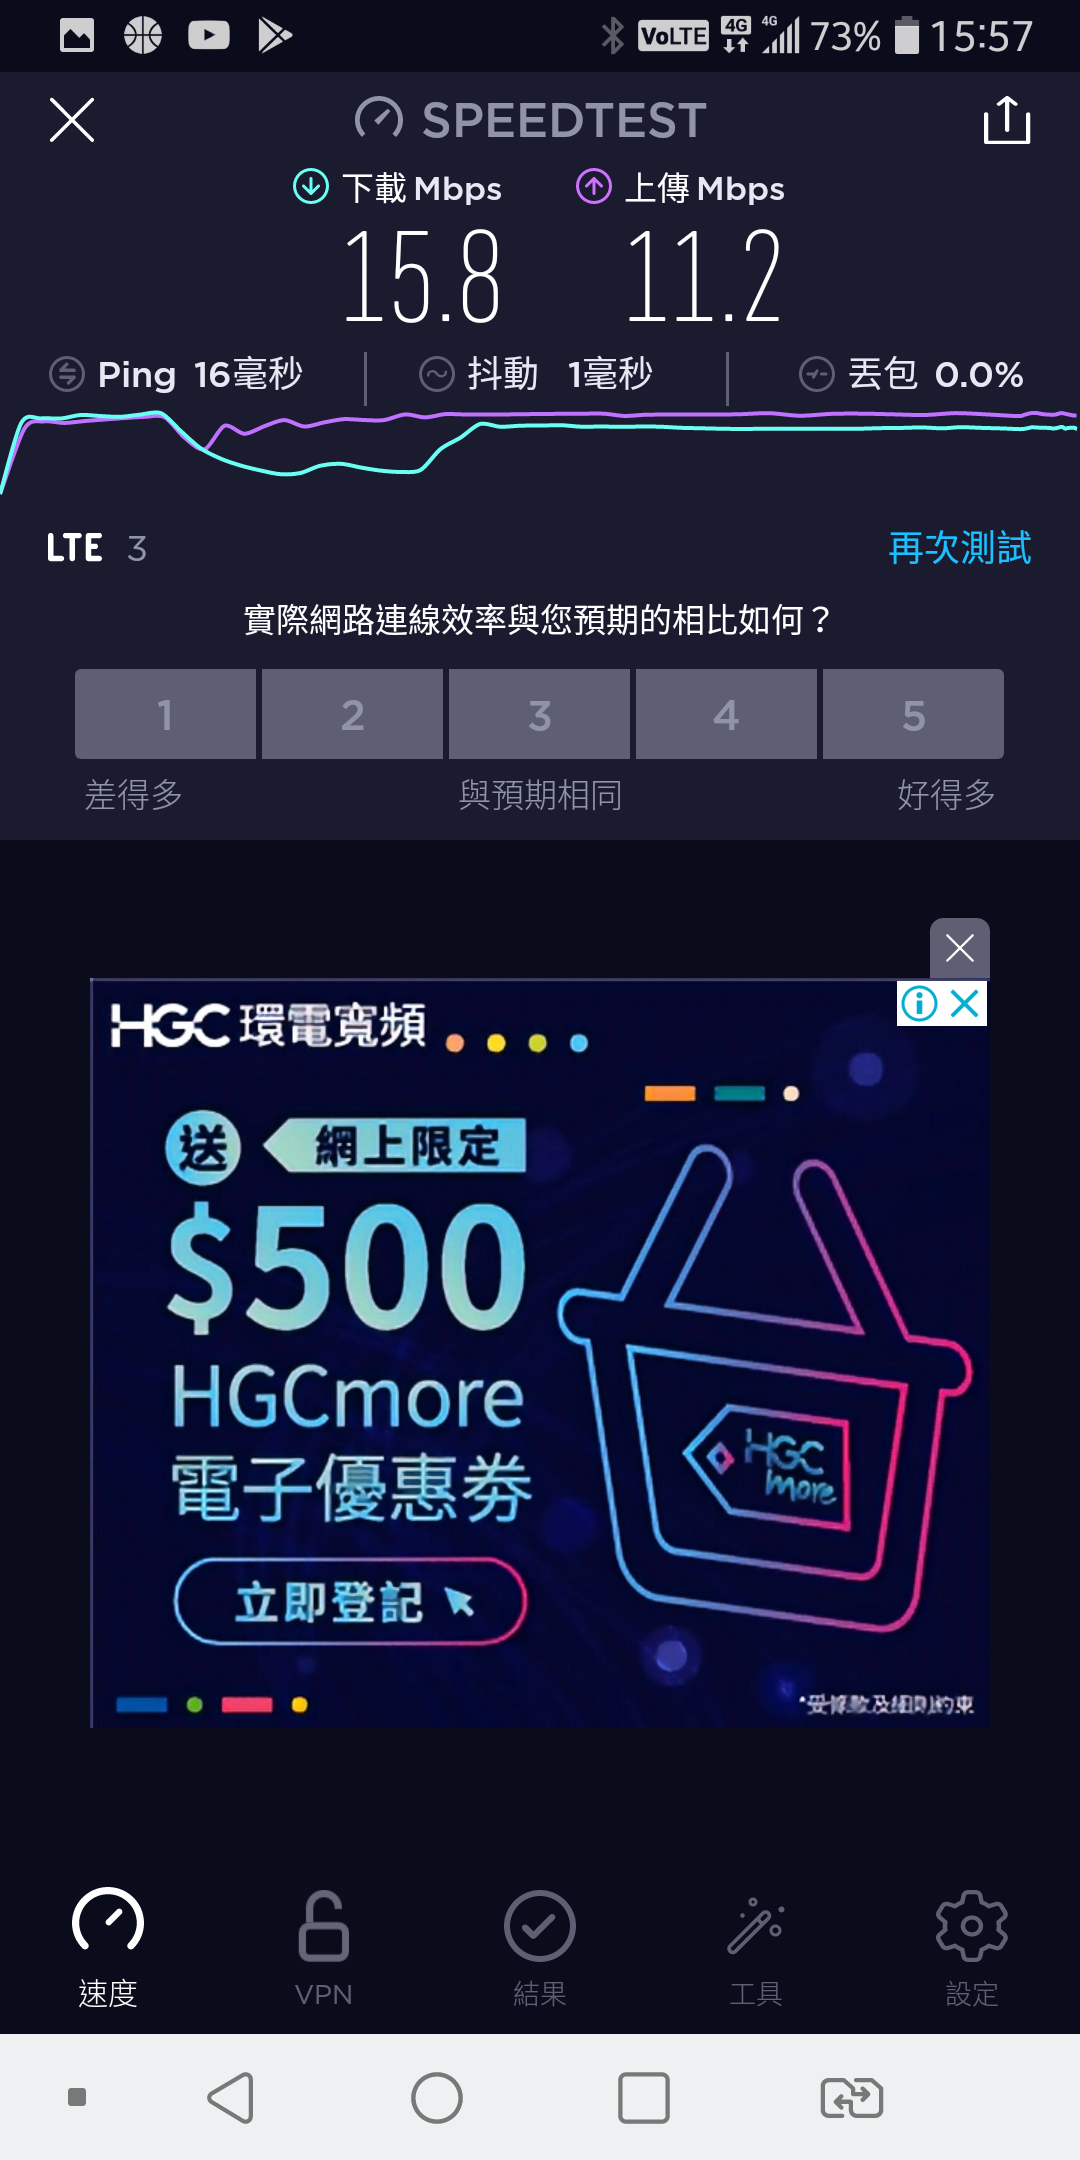 VoLTE 4G 4G 73% 15:57
SPEEDTEST
下載 Mbps 上傳 Mbps
15.8 11.2
Ping 16毫秒 抖動 1毫秒 丟包 0.0%
LTE 3 再次測試
實際網路連線效率與您預期的相比如何？
1 2 3 4 5
差得多 與預期相同 好得多
HGC 環電寬頻
送 網上限定
$500
HGCmore
電子優惠券
HGC
more
立即登記
*受條款及細則約束
速度 VPN 結果 工具 設定